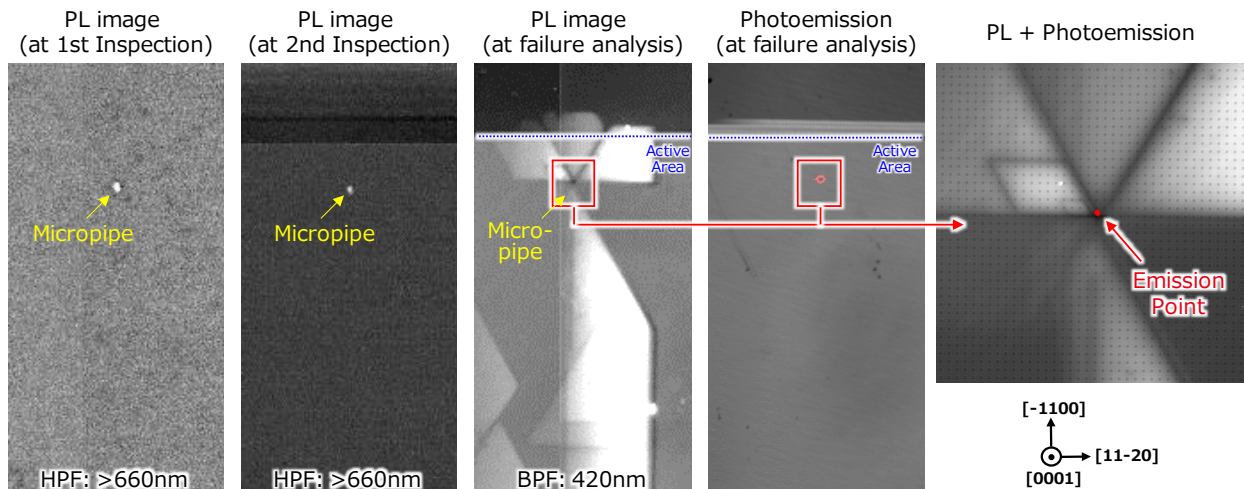 PL image
(at 1st Inspection)
PL image
(at 2nd Inspection)
PL image
(at failure analysis)
Photoemission
(at failure analysis)
PL + Photoemission
Micropipe
HPF: >660nm
Micropipe
HPF: >660nm
Active
Area
Micro-
pipe
BPF: 420nm
Active
Area
Emission
Point
[-1100]
[11-20]
[0001]